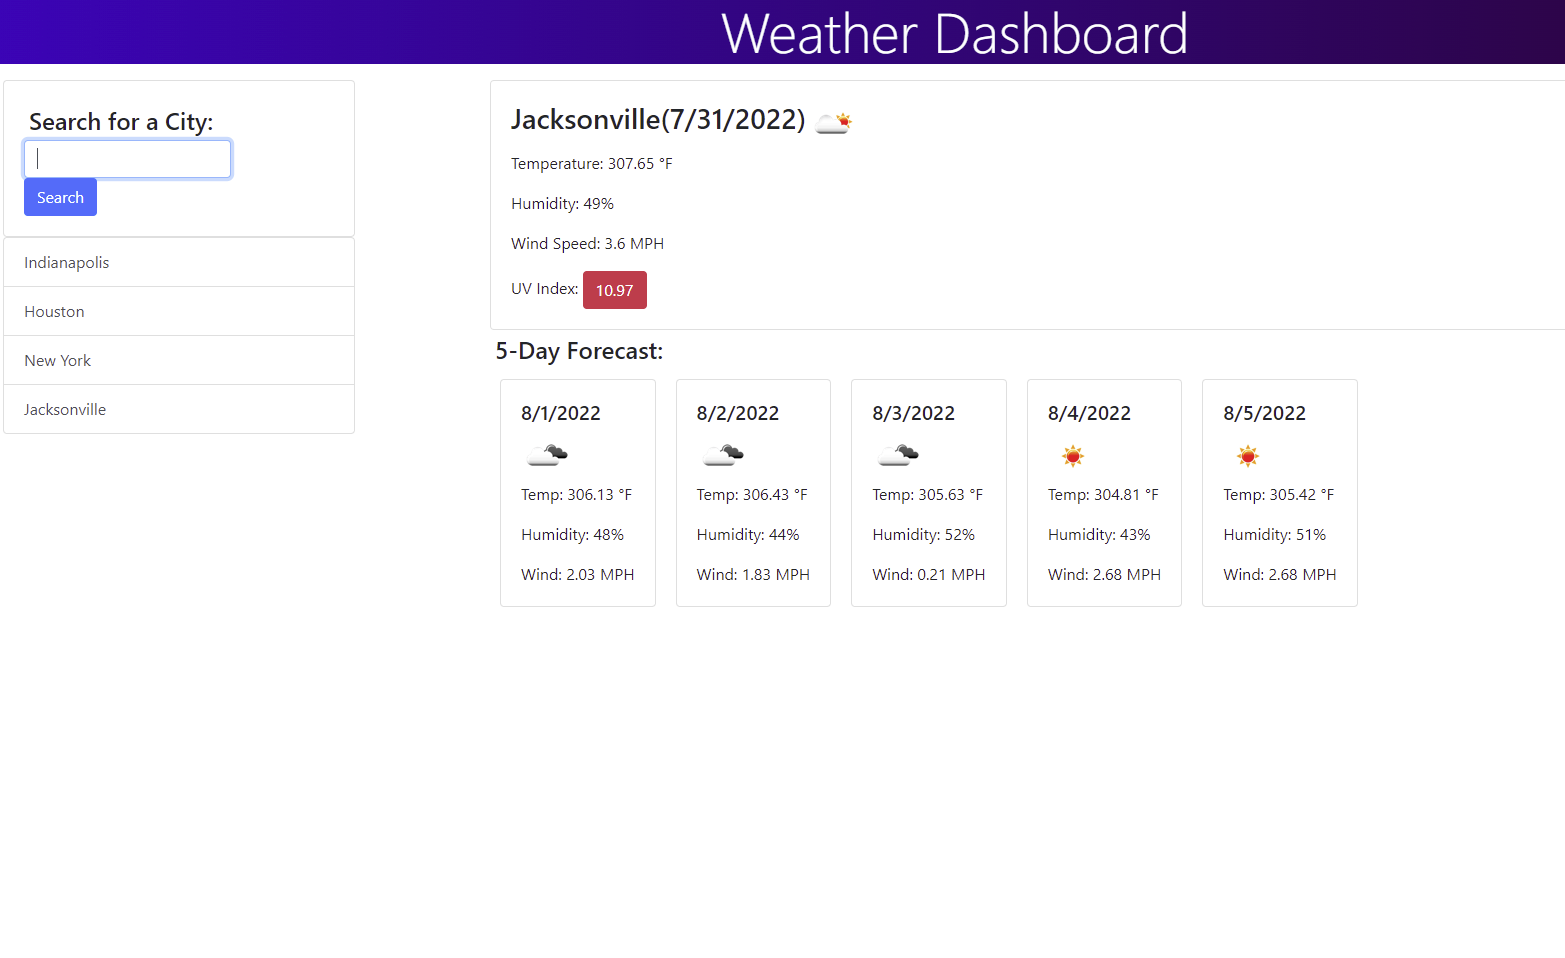 Weather Dashboard
Search for a City:
Search
Indianapolis
Houston
New York
Jacksonville
Jacksonville(7/31/2022)
Temperature: 307.65 °F
Humidity: 49%
Wind Speed: 3.6 MPH
UV Index: 10.97
5-Day Forecast:
8/1/2022
Temp: 306.13 °F
Humidity: 48%
Wind: 2.03 MPH
8/2/2022
Temp: 306.43 °F
Humidity: 44%
Wind: 1.83 MPH
8/3/2022
Temp: 305.63 °F
Humidity: 52%
Wind: 0.21 MPH
8/4/2022
Temp: 304.81 °F
Humidity: 43%
Wind: 2.68 MPH
8/5/2022
Temp: 305.42 °F
Humidity: 51%
Wind: 2.68 MPH